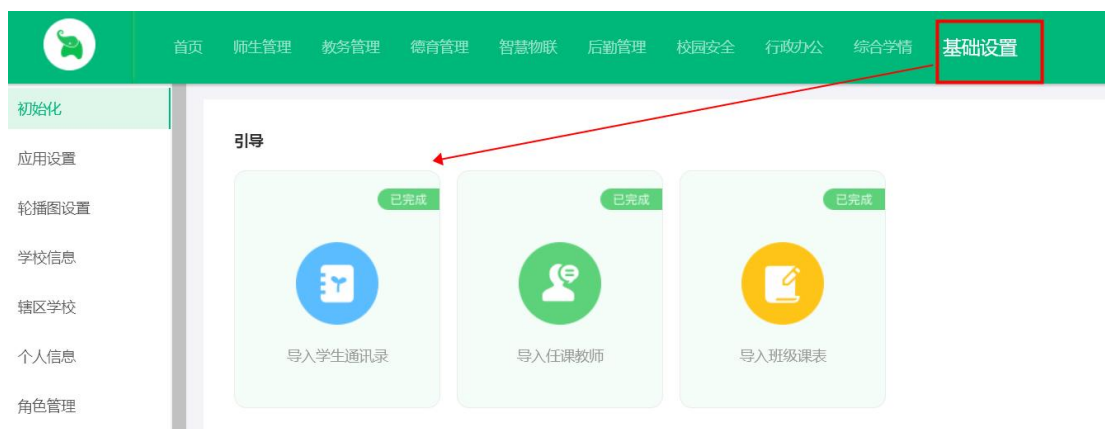 首页 师生管理 教务管理 德育管理 智慧物联 后勤管理 校园安全 行政办公 综合学情 基础设置
初始化
应用设置
轮播图设置
学校信息
辖区学校
个人信息
角色管理
引导
已完成 已完成 已完成
导入学生通讯录 导入任课教师 导入班级课表